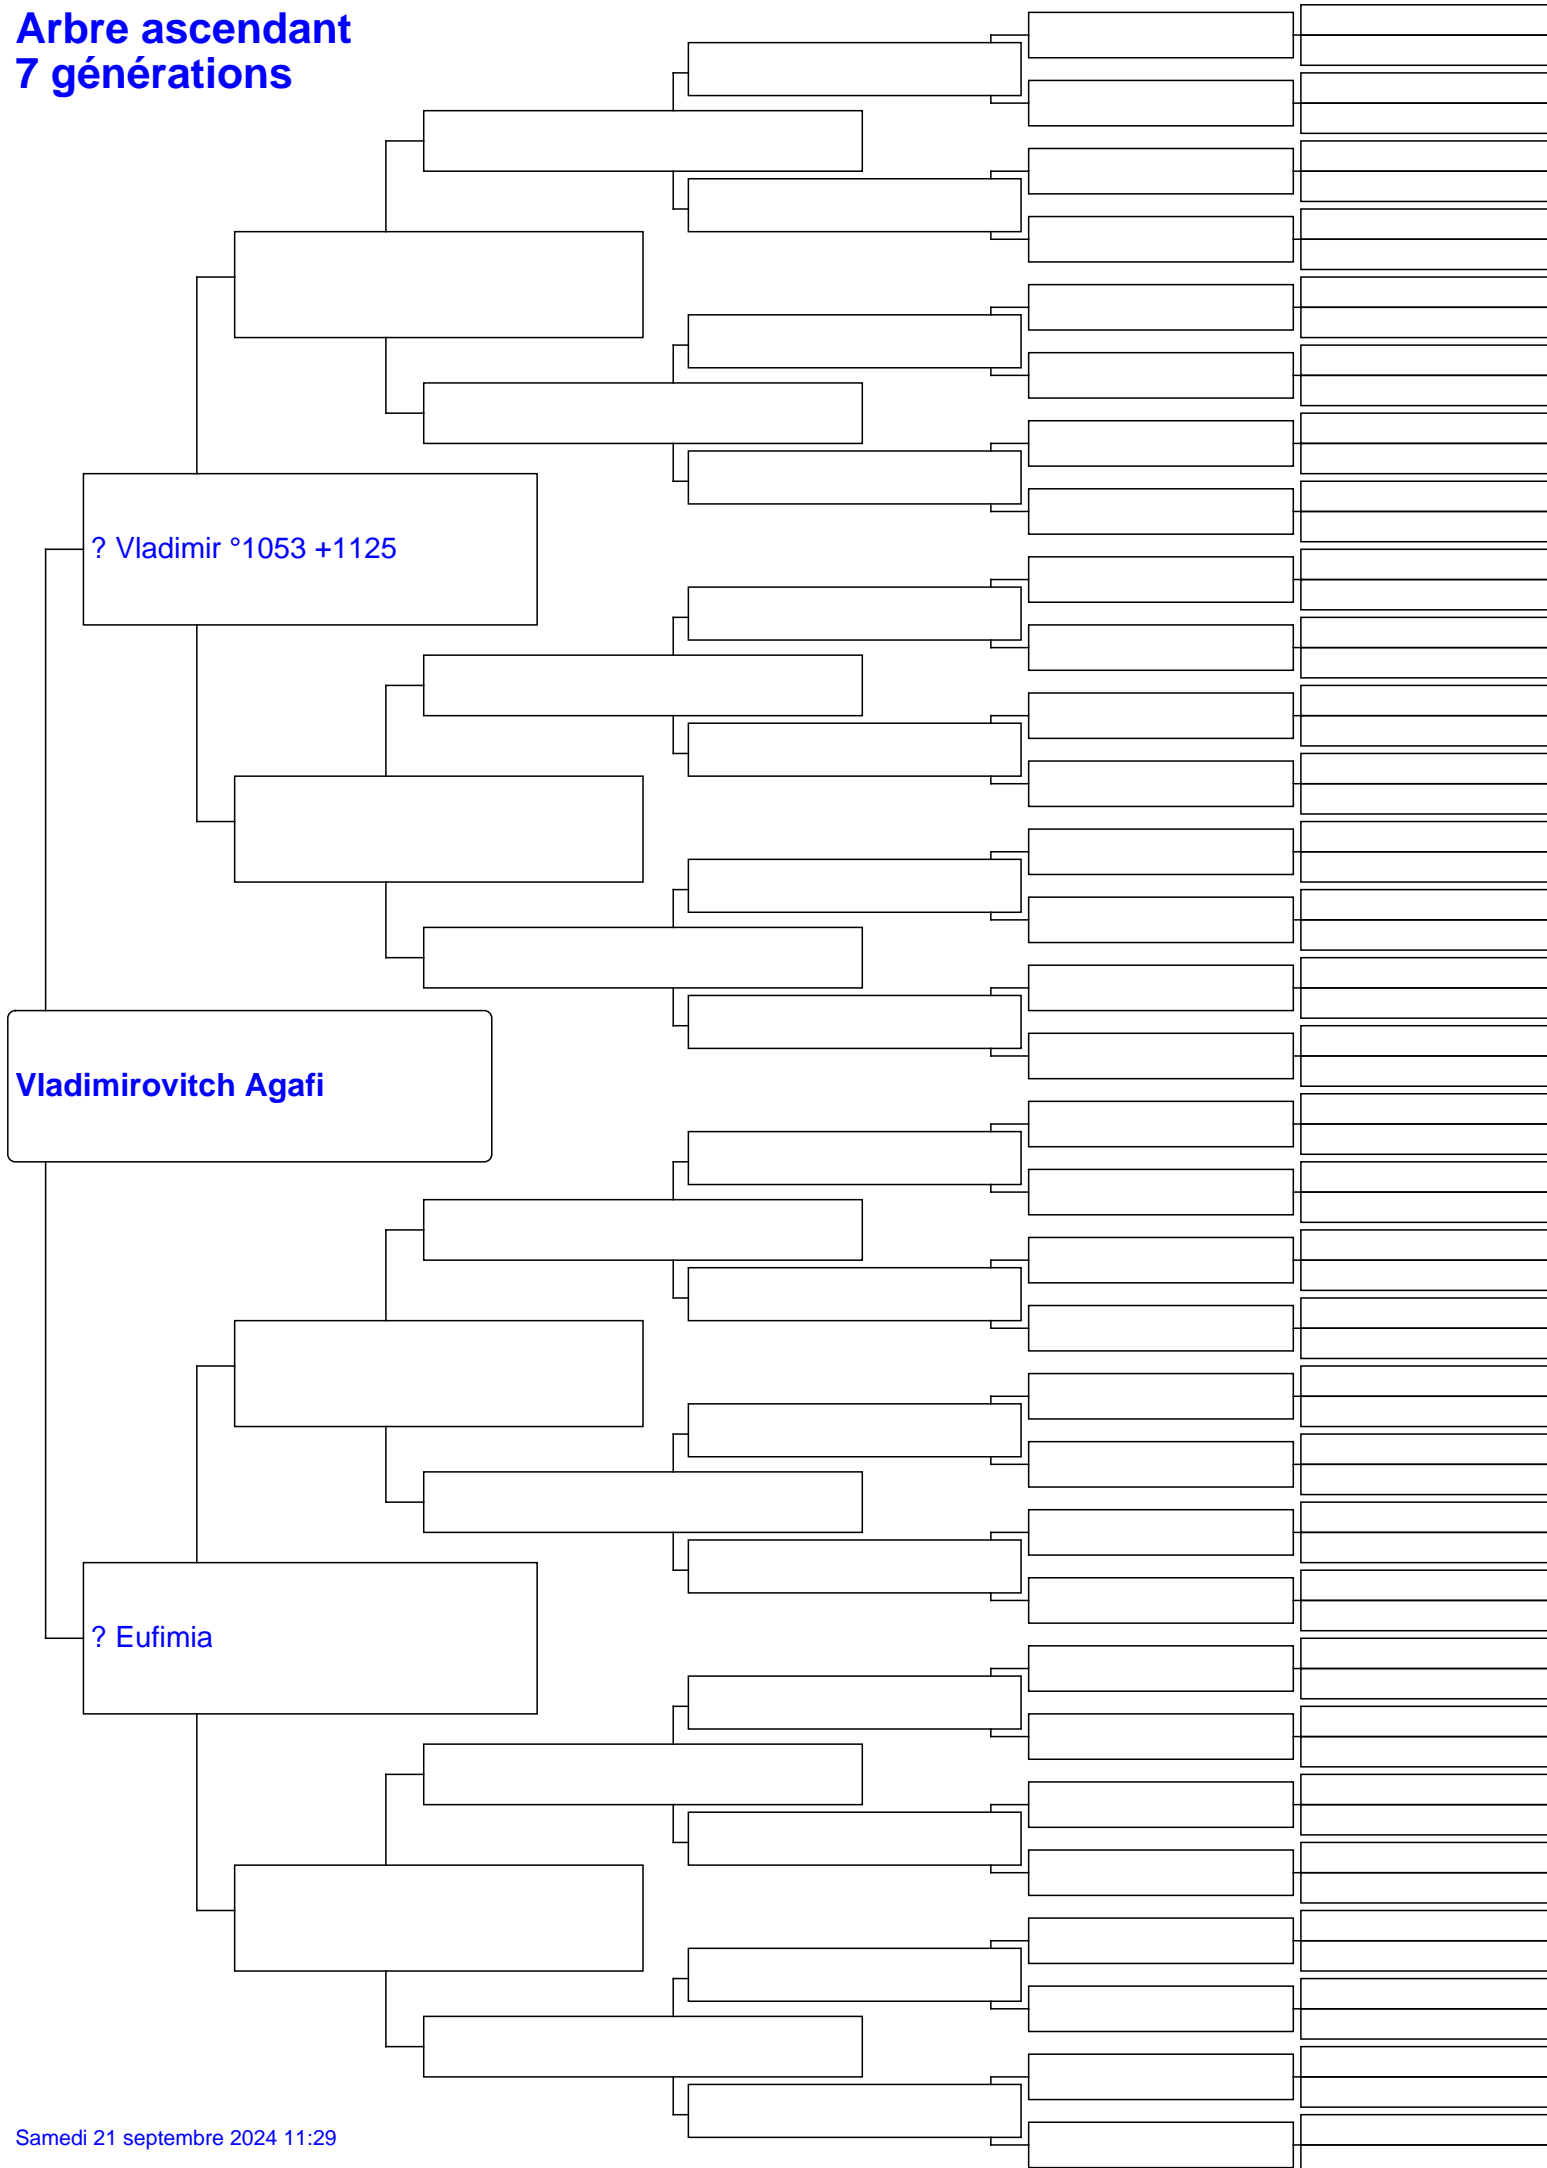 Arbre ascendant
7 générations
? Vladimir °1053 +1125
Vladimirovitch Agafi
? Eufimia
Samedi 21 septembre 2024 11:29